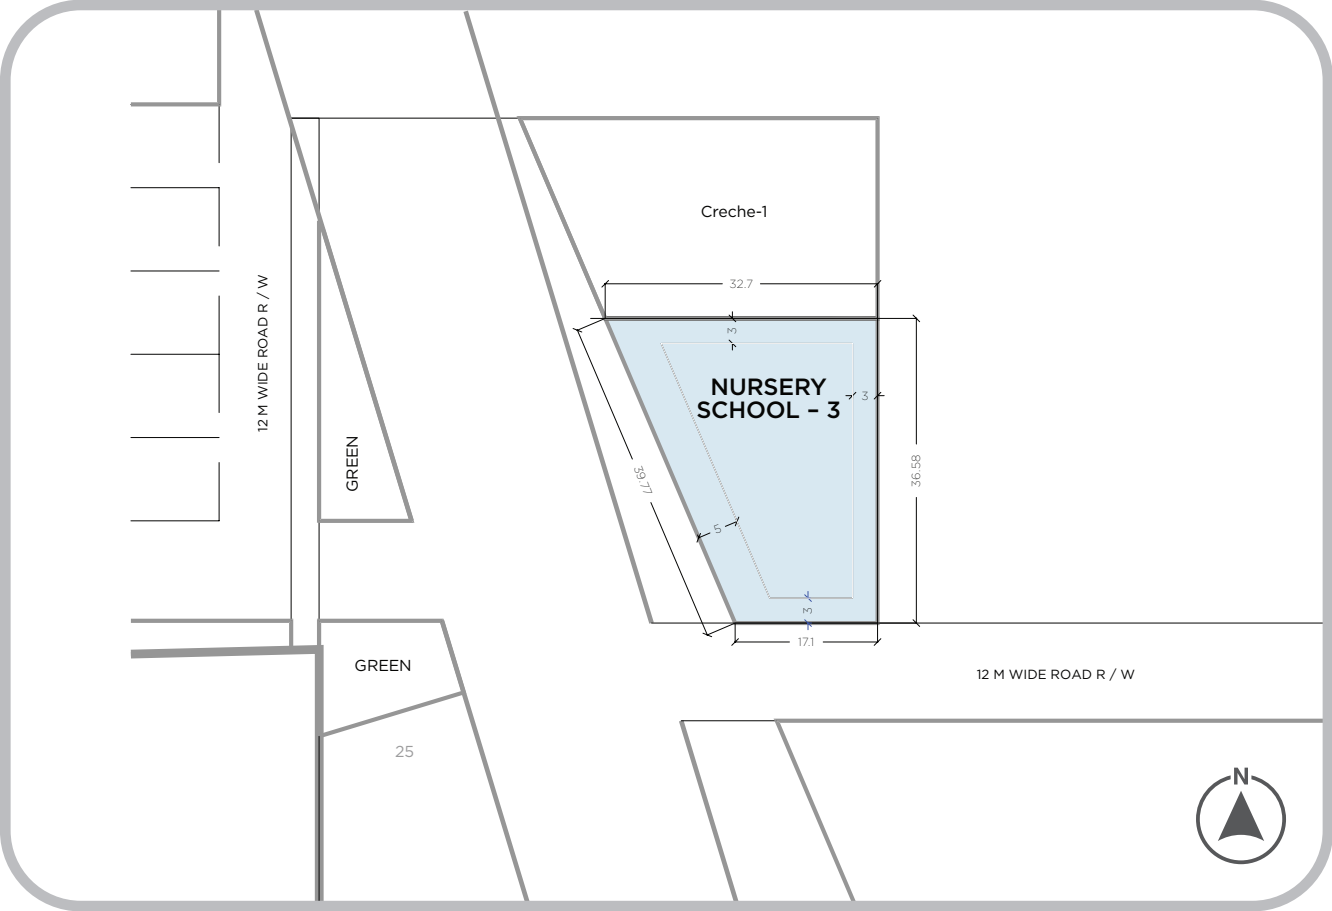 Creche-1
32.7
3
NURSERY
SCHOOL – 3
3
12 M WIDE ROAD R / W
GREEN
39.77
36.58
5
3
17.1
GREEN
12 M WIDE ROAD R / W
25
N